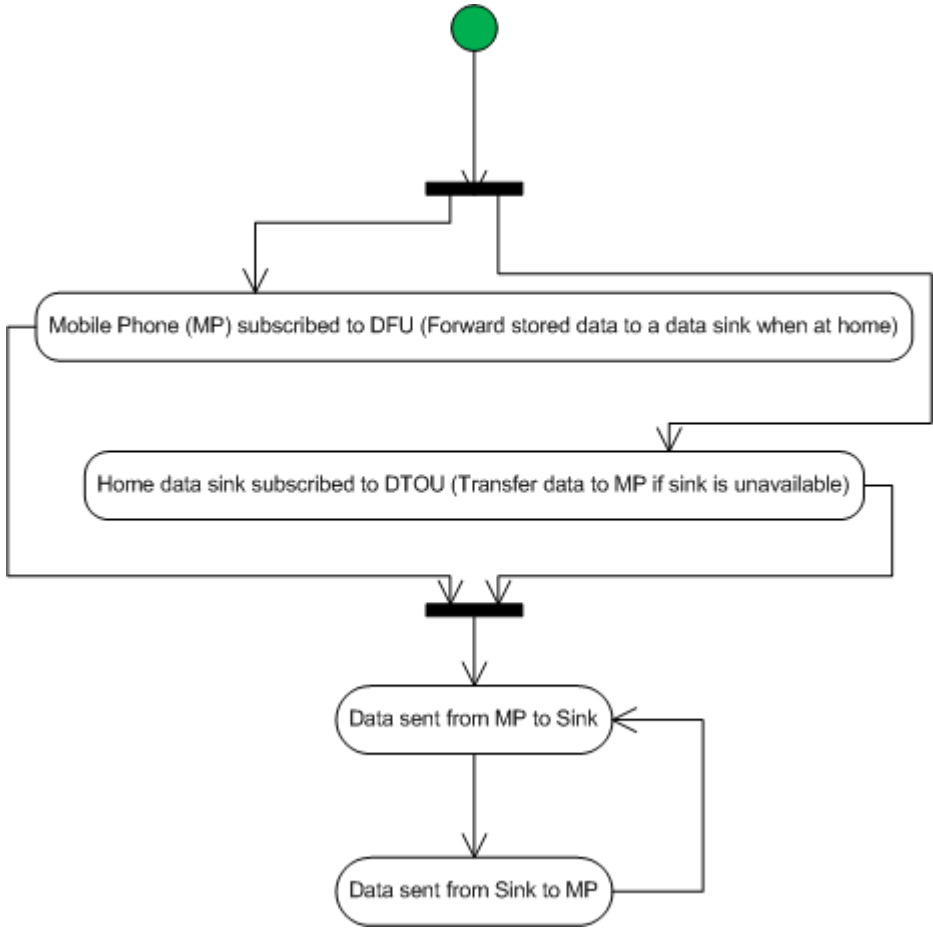 Mobile Phone (MP) subscribed to DFU (Forward stored data to a data sink when at home)
Home data sink subscribed to DTOU (Transfer data to MP if sink is unavailable)
Data sent from MP to Sink
Data sent from Sink to MP